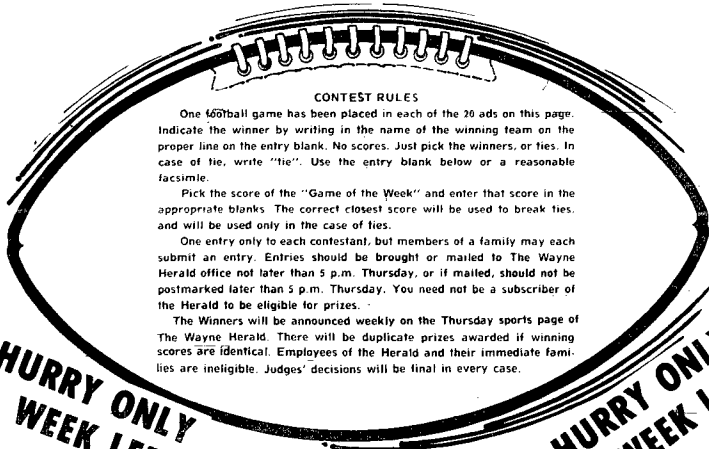 CONTEST RULES
One football game has been placed in each of the 20 ads on this page.
Indicate the winner by writing in the name of the winning team on the
proper line on the entry blank. No scores. Just pick the winners, or ties. In
case of tie, write "tie". Use the entry blank below or a reasonable
facsimile.
Pick the score of the "Game of the Week" and enter that score in the
appropriate blanks The correct closest score will be used to break ties.
and will be used only in the case of ties.
One entry only to each contestant, but members of a family may each
submit an entry. Entries should be brought or mailed to The Wayne
Herald office not later than 5 p.m. Thursday, or if mailed, should not be
postmarked later than 5 p.m. Thursday. You need not be a subscriber of
the Herald to be eligible for prizes.
The Winners will be announced weekly on the Thursday sports page of
The Wayne Herald. There will be duplicate prizes awarded if winning
scores are identical. Employees of the Herald and their immediate fami-
lies are ineligible. Judges' decisions will be final in every case.
HURRY ONLY
WEEK
HURRY ONLY
WEEK